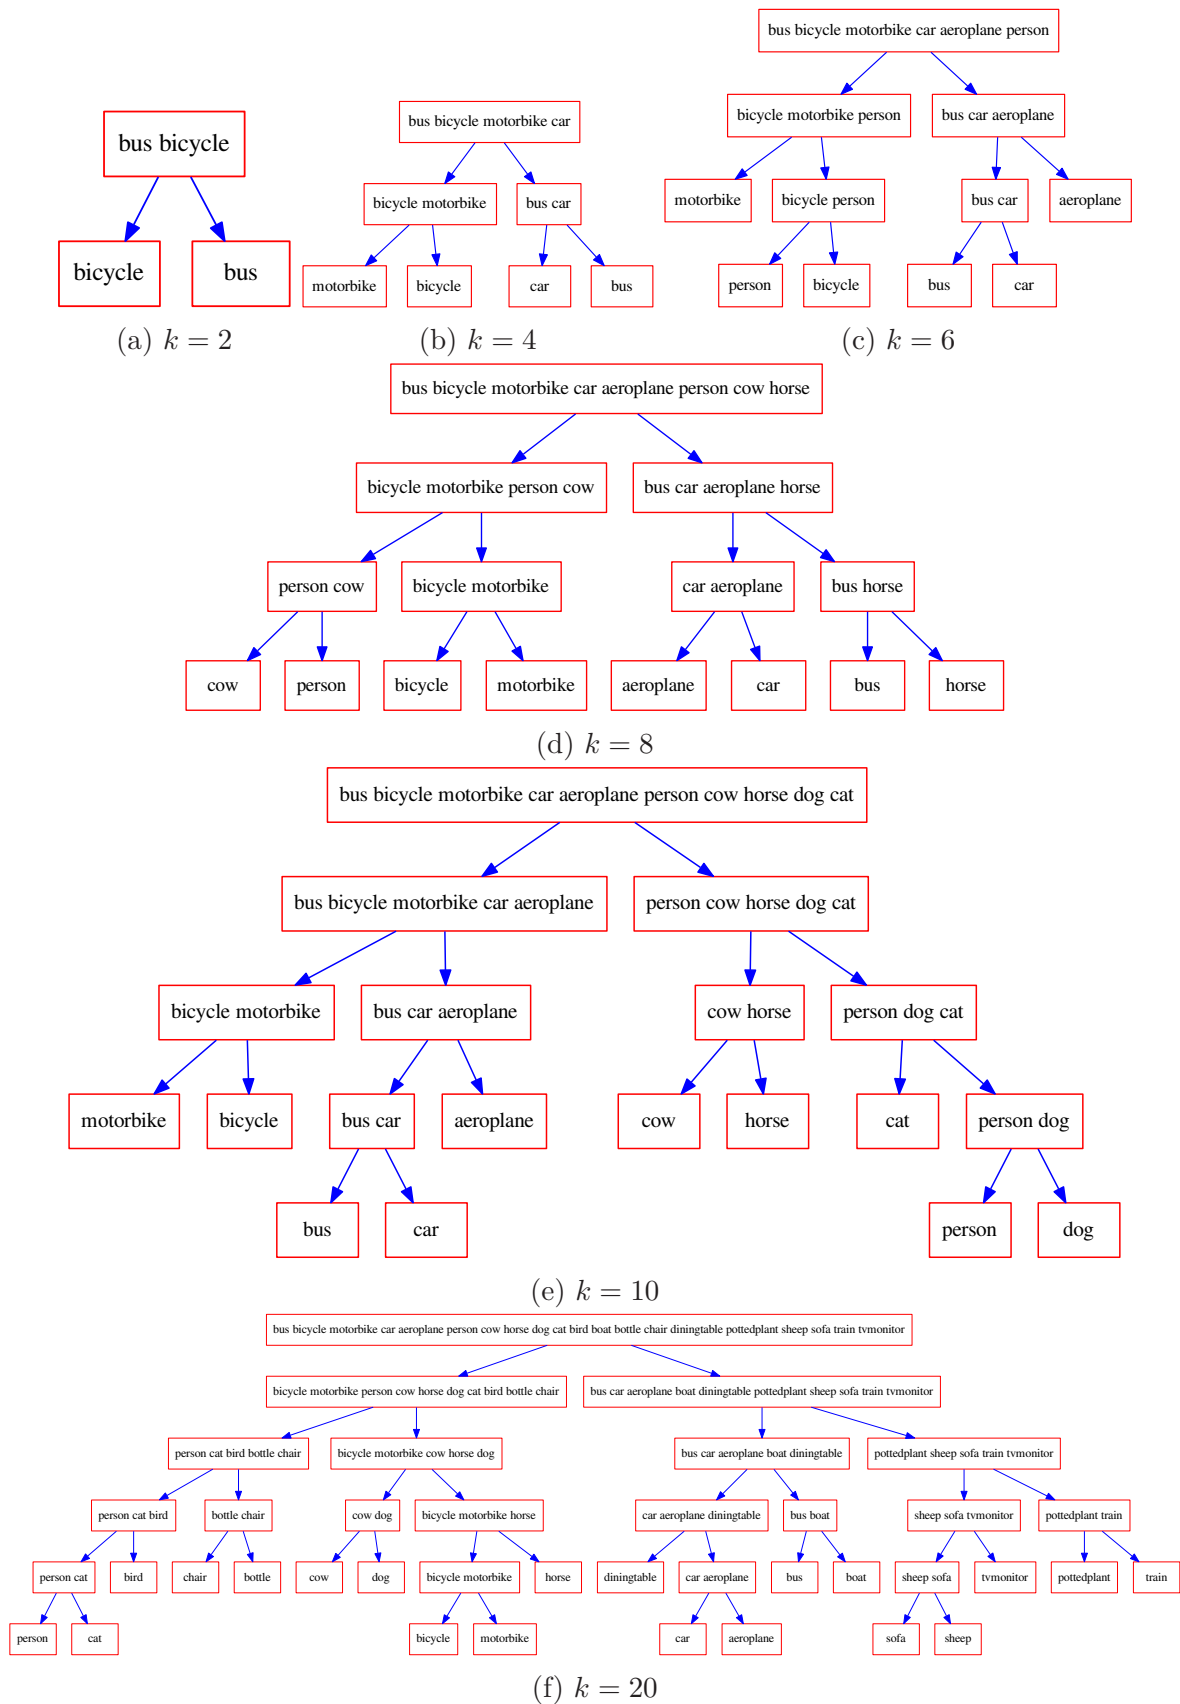 bus bicycle
bicycle
bus
(a) k = 2
bus bicycle motorbike car
bicycle motorbike
bus car
motorbike
bicycle
car
bus
(b) k = 4
bus bicycle motorbike car aeroplane person
bicycle motorbike person
bus car aeroplane
motorbike
bicycle person
bus car
aeroplane
person
bicycle
bus
car
(c) k = 6
bus bicycle motorbike car aeroplane person cow horse
bicycle motorbike person cow
bus car aeroplane horse
person cow
bicycle motorbike
car aeroplane
bus horse
cow
person
bicycle
motorbike
aeroplane
car
bus
horse
(d) k = 8
bus bicycle motorbike car aeroplane person cow horse dog cat
bus bicycle motorbike car aeroplane
person cow horse dog cat
bicycle motorbike
bus car aeroplane
cow horse
person dog cat
motorbike
bicycle
bus car
aeroplane
cow
horse
cat
person dog
bus
car
person
dog
(e) k = 10
bus bicycle motorbike car aeroplane person cow horse dog cat bird boat bottle chair diningtable pottedplant sheep sofa train tvmonitor
bicycle motorbike person cow horse dog cat bird bottle chair
bus car aeroplane boat diningtable pottedplant sheep sofa train tvmonitor
person cat bird bottle chair
bicycle motorbike cow horse dog
bus car aeroplane boat diningtable
pottedplant sheep sofa train tvmonitor
person cat bird
bottle chair
cow dog
bicycle motorbike horse
car aeroplane diningtable
bus boat
sheep sofa tvmonitor
pottedplant train
person cat
bird
chair
bottle
cow
dog
bicycle motorbike
horse
diningtable
car aeroplane
bus
boat
sheep sofa
tvmonitor
pottedplant
train
person
cat
bicycle
motorbike
car
aeroplane
sofa
sheep
(f) k = 20